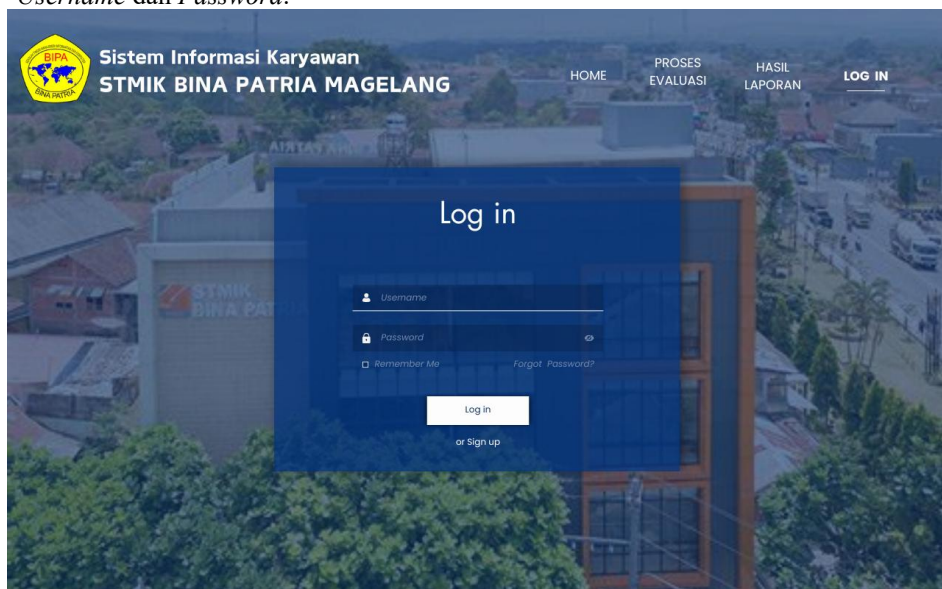 Username dan Password.
BIPA
BINA PATRIA
Sistem Informasi Karyawan
STMIK BINA PATRIA MAGELANG
HOME
PROSES
EVALUASI
HASIL
LAPORAN
LOG IN
Log in
STMIK
BINA PATRIA
Username
Password
Remember Me
Forgot Password?
Log in
or Sign up